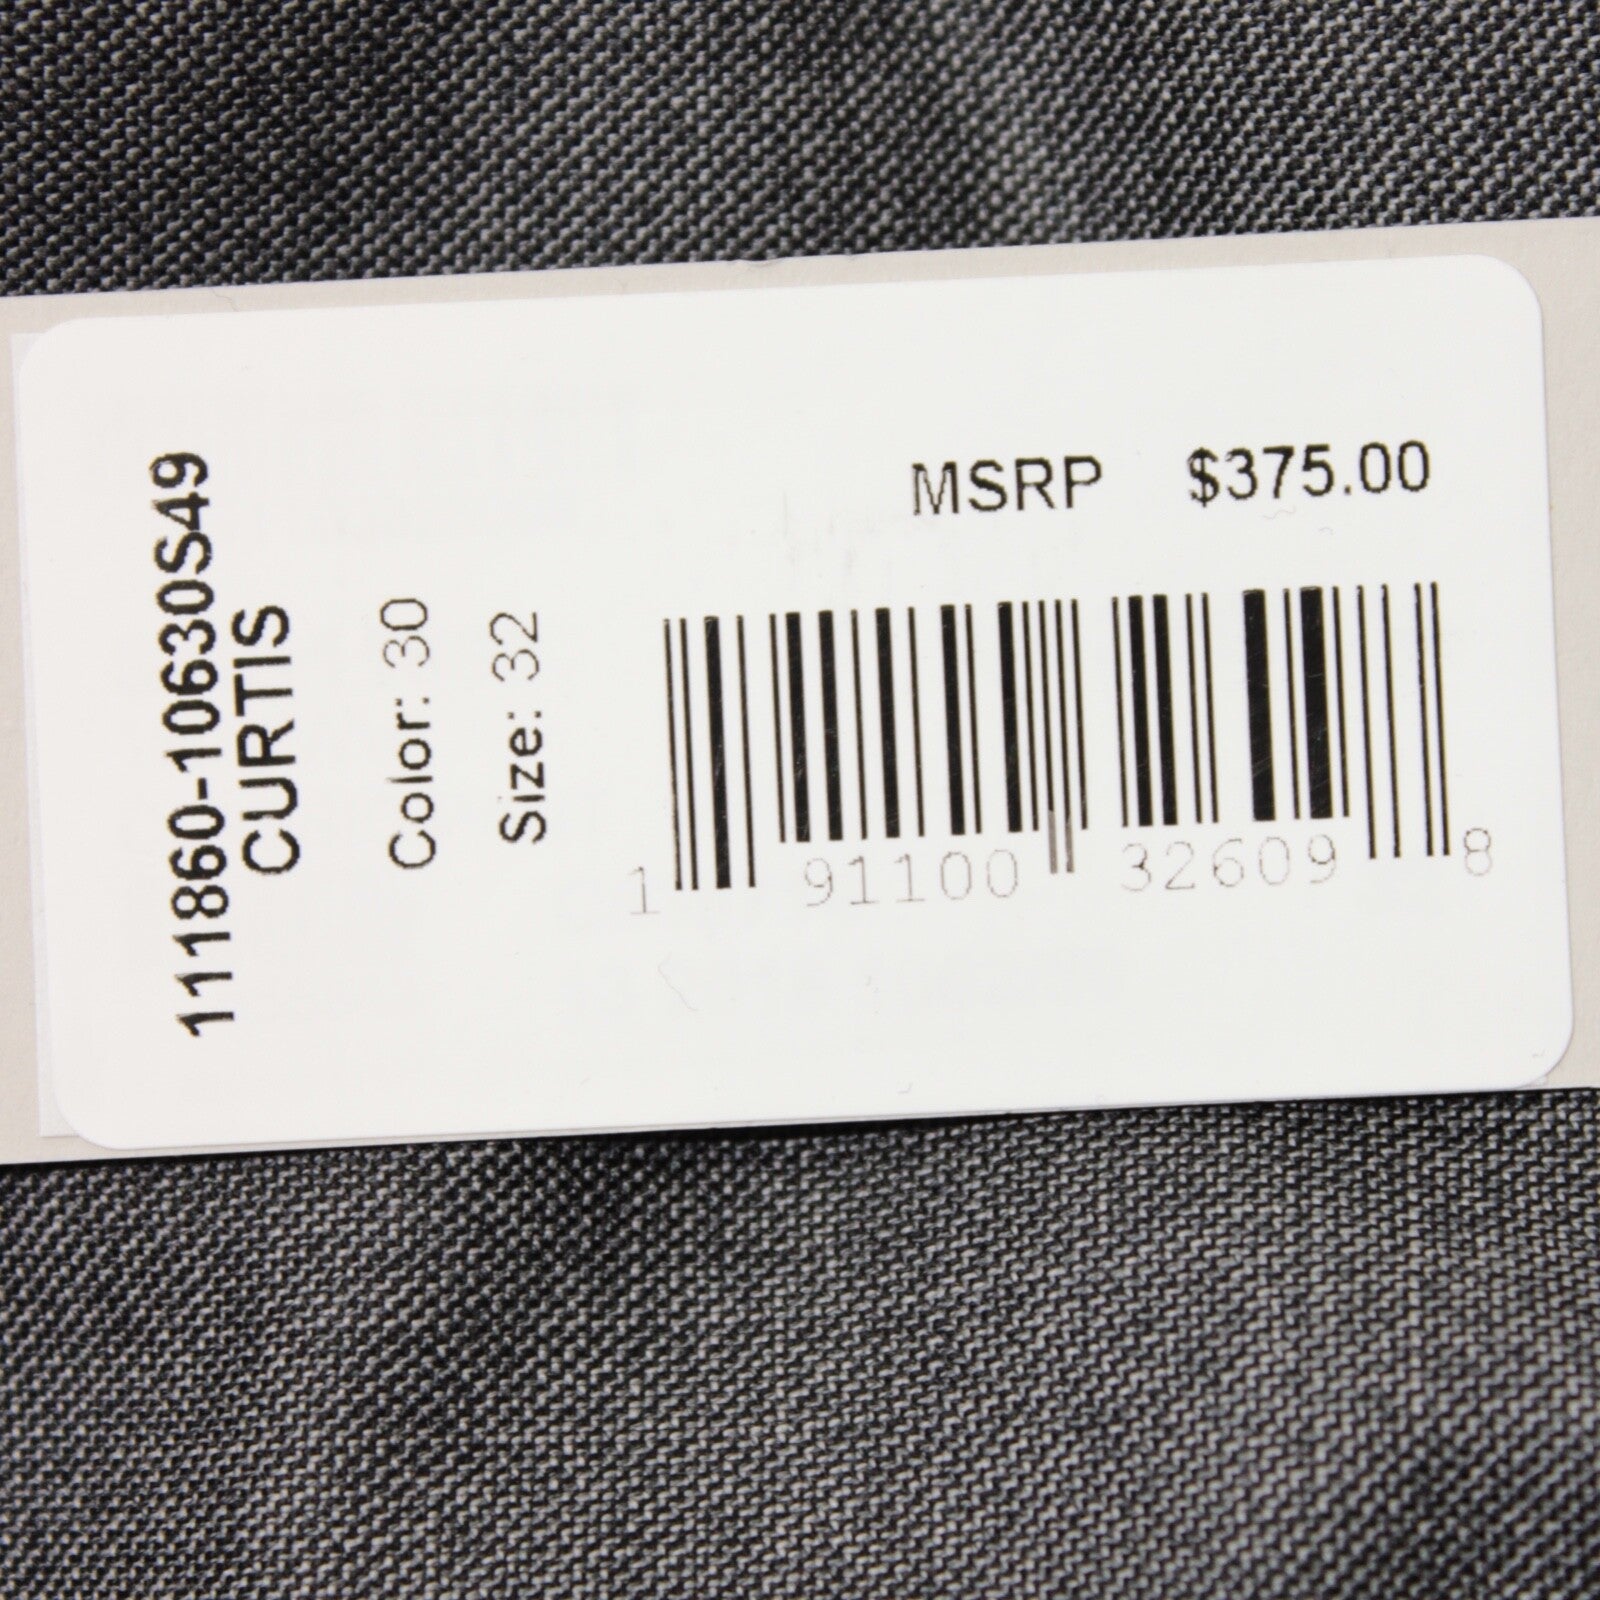 111860-10630S49
CURTIS
Color: 30
Size: 32
MSRP $375.00
1 91100 32609 8